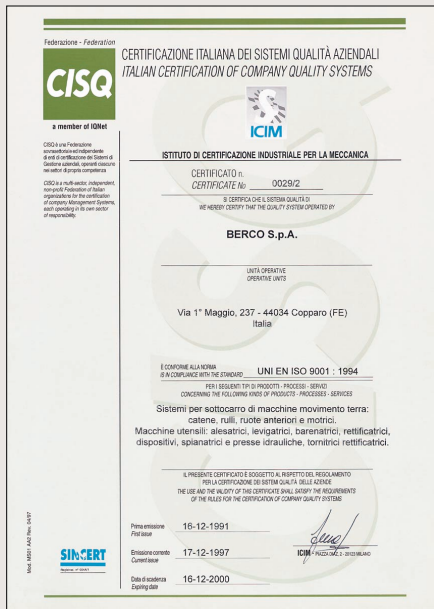 Federazione - Federation
CISQ
a member of IQNet
CISQ è una Federazione
sovrasettoriale ed indipendente
di enti di certificazione dei Sistemi di
Gestione aziendali, operanti ciascuno
nei settori di propria competenza
CISQ is a multi-sector, independent,
non-profit Federation of Italian
organizations for the certification
of company Management Systems,
each operating in its own sector
of responsibility.
CERTIFICAZIONE ITALIANA DEI SISTEMI QUALITÀ AZIENDALI
ITALIAN CERTIFICATION OF COMPANY QUALITY SYSTEMS
ICIM
ISTITUTO DI CERTIFICAZIONE INDUSTRIALE PER LA MECCANICA
CERTIFICATO n.
CERTIFICATE No 0029/2
SI CERTIFICA CHE IL SISTEMA QUALITÀ DI
WE HEREBY CERTIFY THAT THE QUALITY SYSTEM OPERATED BY
BERCO S.p.A.
UNITÀ OPERATIVE
OPERATIVE UNITS
Via 1° Maggio, 237 - 44034 Copparo (FE)
Italia
È CONFORME ALLA NORMA
IS IN COMPLIANCE WITH THE STANDARD UNI EN ISO 9001 : 1994
PER I SEGUENTI TIPI DI PRODOTTI - PROCESSI - SERVIZI
CONCERNING THE FOLLOWING KINDS OF PRODUCTS - PROCESSES - SERVICES
Sistemi per sottocarro di macchine movimento terra:
catene, rulli, ruote anteriori e motrici.
Macchine utensili: alesatrici, levigatrici, barenatrici, rettificatrici,
dispositivi, spianatrici e presse idrauliche, tornitrici rettificatrici.
IL PRESENTE CERTIFICATO È SOGGETTO AL RISPETTO DEL REGOLAMENTO
PER LA CERTIFICAZIONE DEI SISTEMI QUALITÀ DELLE AZIENDE
THE USE AND THE VALIDITY OF THIS CERTIFICATE SHALL SATISFY THE REQUIREMENTS
OF THE RULES FOR THE CERTIFICATION OF COMPANY QUALITY SYSTEMS
Prima emissione
First issue 16-12-1991
Emissione corrente
Current issue 17-12-1997
Data di scadenza
Expiring date 16-12-2000
ICIM - PIAZZA DIAZ, 2 - 20123 MILANO
SINCERT